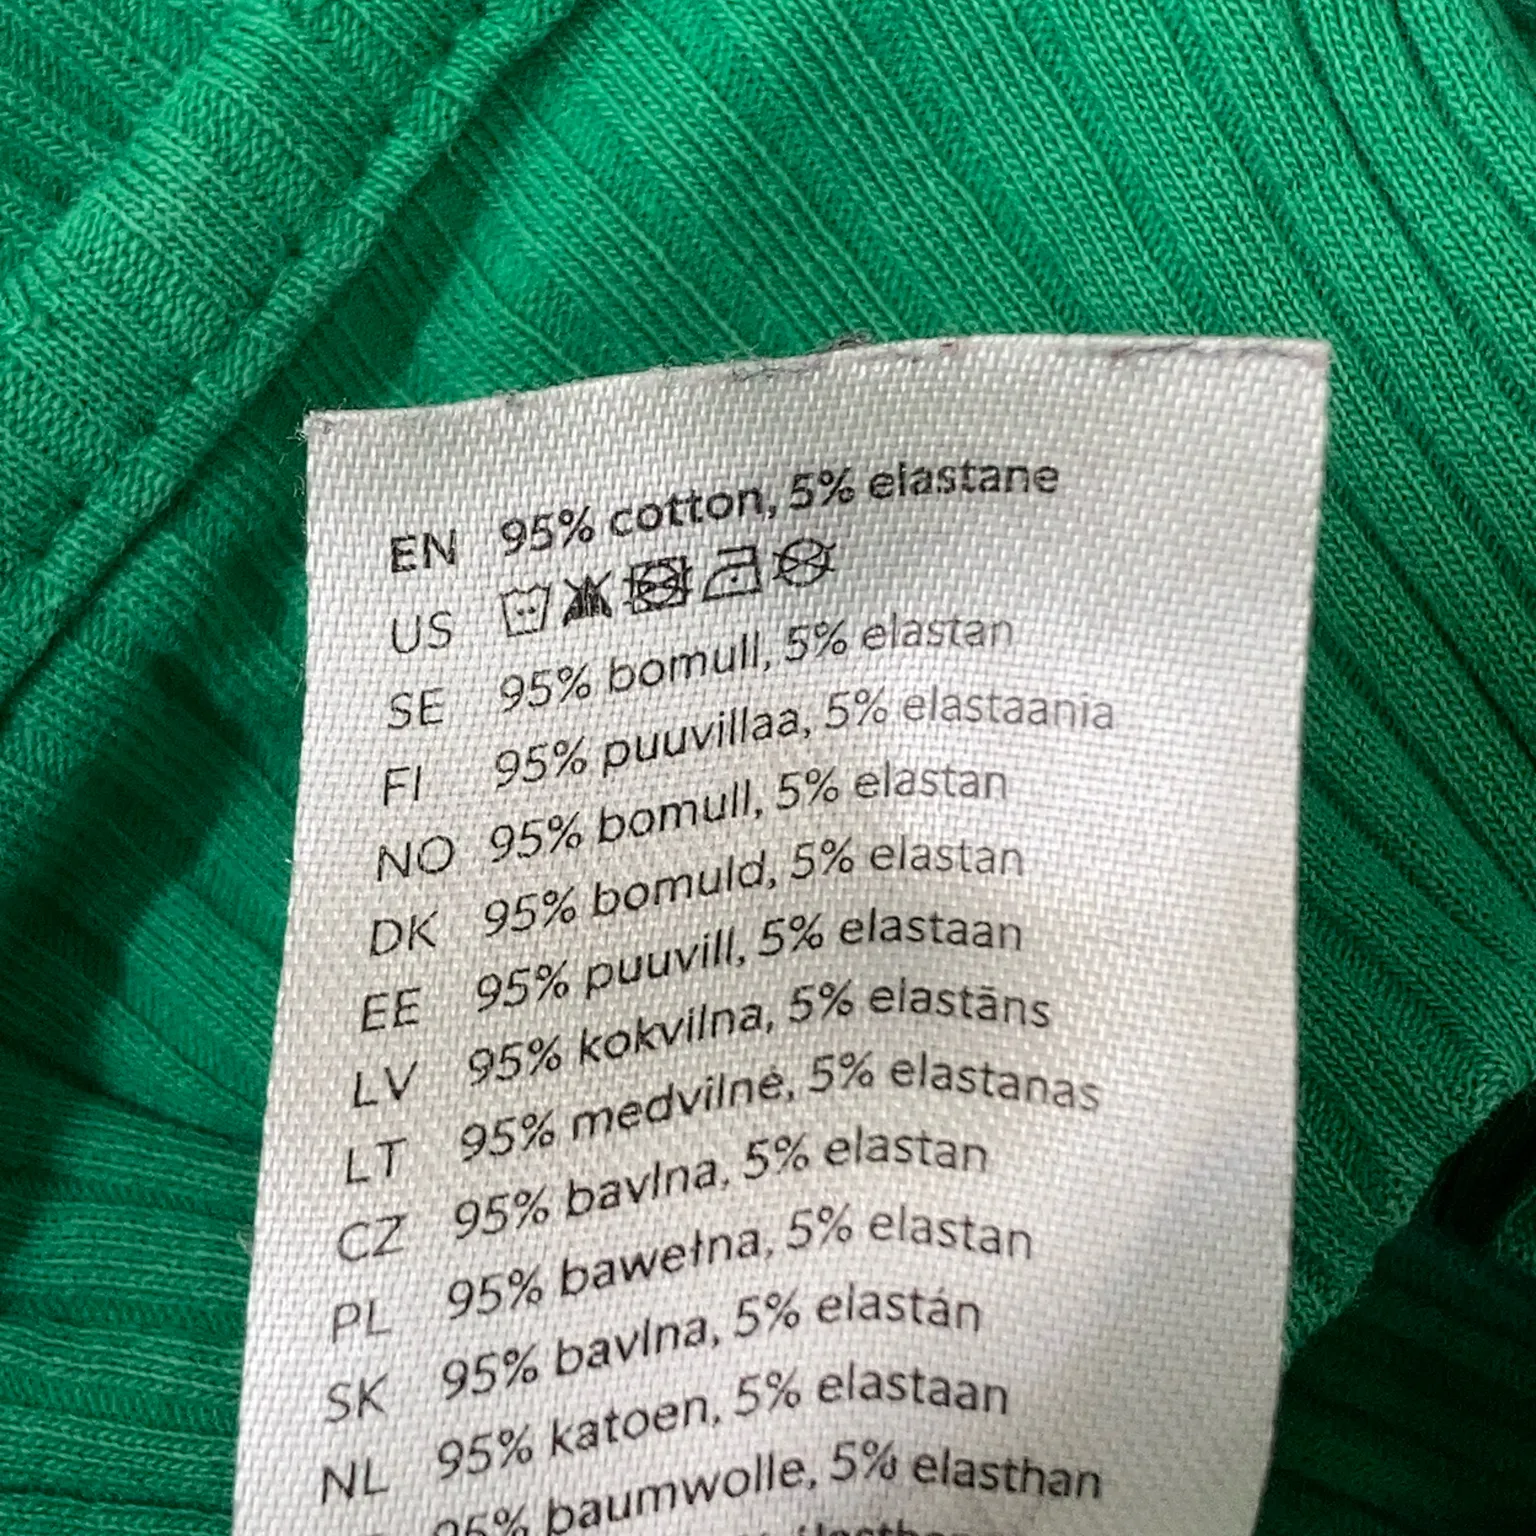 EN 95% cotton, 5% elastane
US
SE 95% bomull, 5% elastan
FI 95% puuvillaa, 5% elastaania
NO 95% bomull, 5% elastan
DK 95% bomuld, 5% elastan
EE 95% puuvill, 5% elastaan
LV 95% kokvilna, 5% elastāns
LT 95% medvilnė, 5% elastanas
CZ 95% bavlna, 5% elastan
PL 95% bawełna, 5% elastan
SK 95% bavlna, 5% elastán
NL 95% katoen, 5% elastaan
95% baumwolle, 5% elasthan